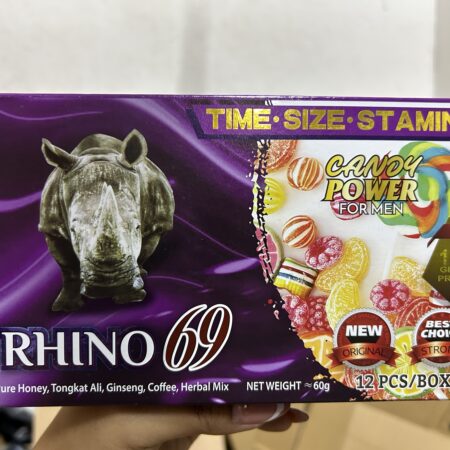 TIME · SIZE · STAMIN
CANDY
POWER
FOR MEN
RHINO 69
NEW
ORIGINAL
BES
CHOI
STRO
ure Honey, Tongkat Ali, Ginseng, Coffee, Herbal Mix
NET WEIGHT ≈ 60g
12 PCS/BOX